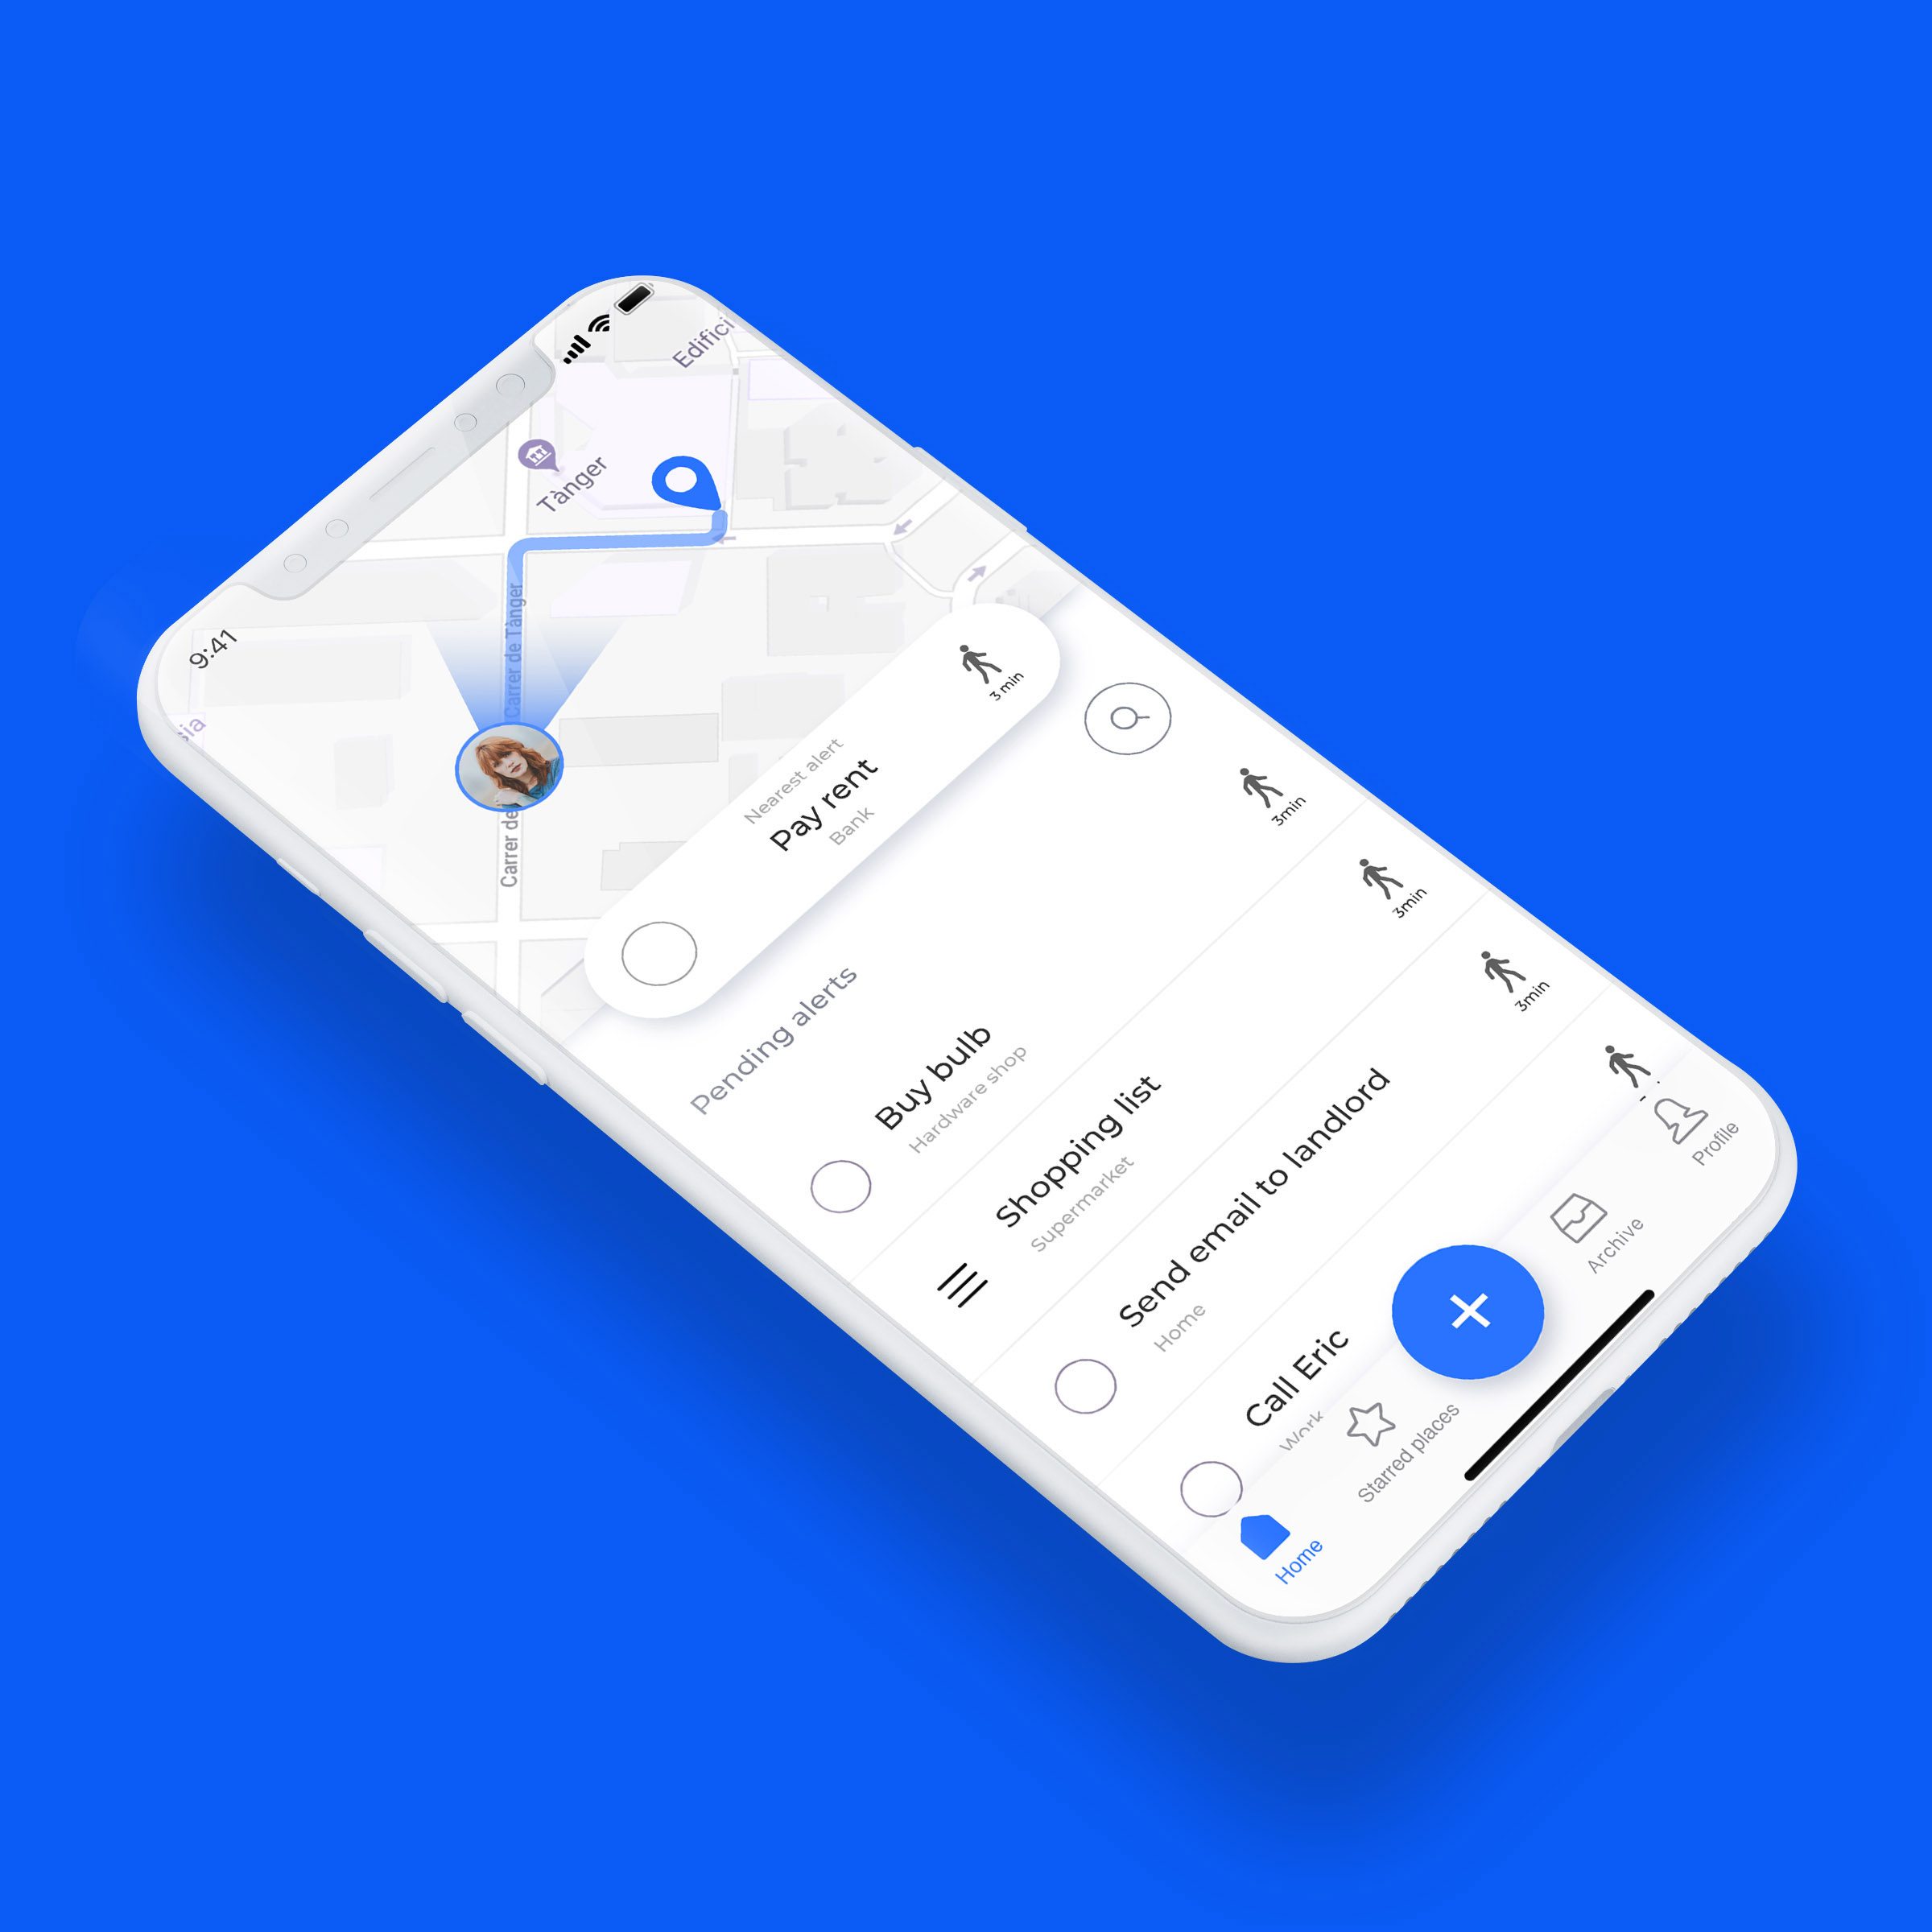 9:41
Edifici
Tànger
Carrer de Tànger
Carrer de
sia
Nearest alert
Pay rent
Bank
3 min
Pending alerts
Buy bulb
Hardware shop
3min
Shopping list
Supermarket
3min
Send email to landlord
Home
3min
Call Eric
Work
Home
Starred places
Archive
Profile